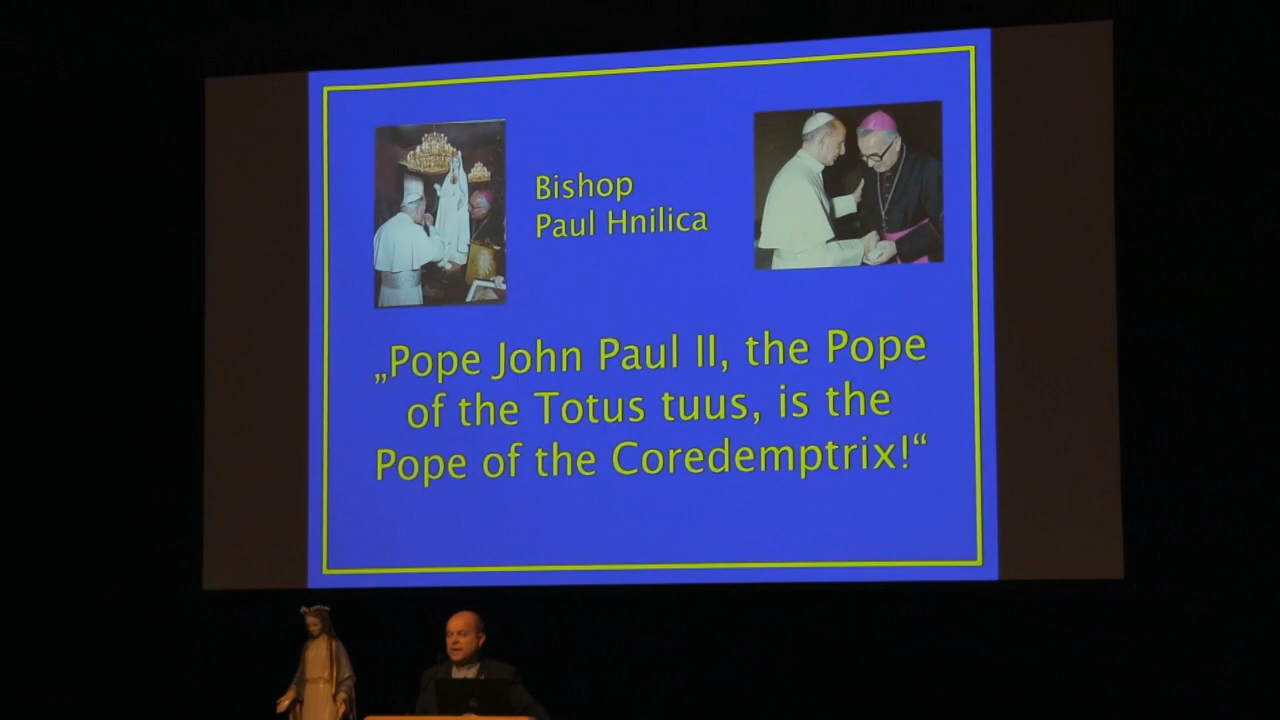 Bishop
Paul Hnilica
„Pope John Paul II, the Pope
of the Totus tuus, is the
Pope of the Coredemptrix!“